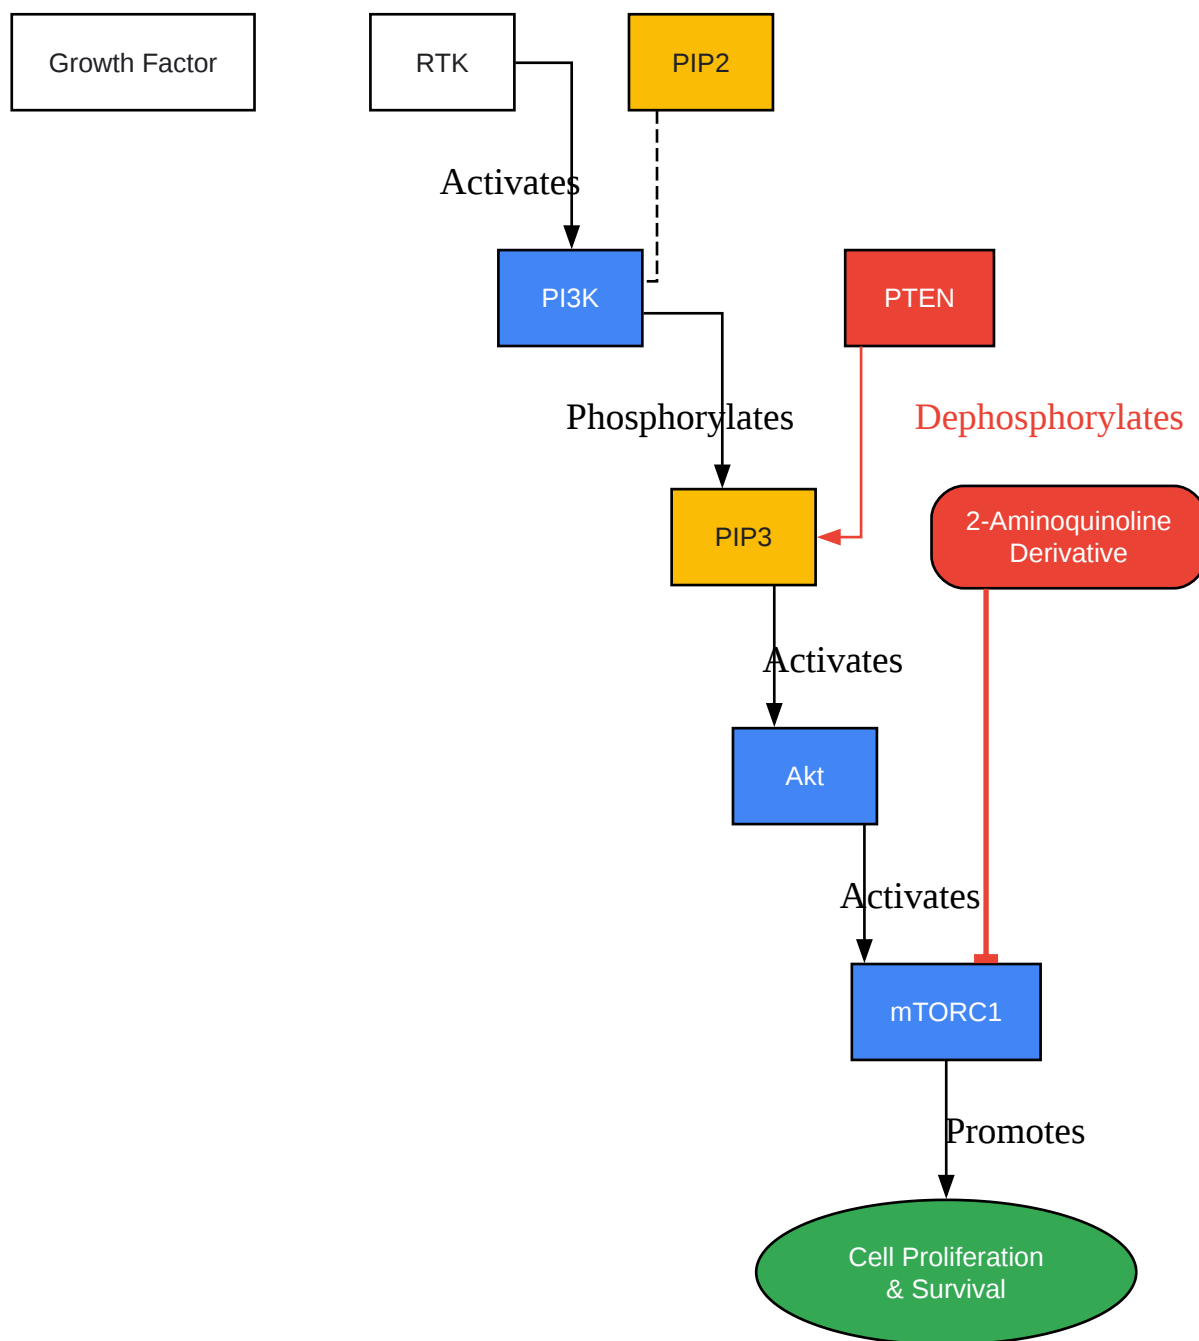 Growth Factor
RTK
PIP2
Activates
PI3K
PTEN
Phosphorylates
Dephosphorylates
PIP3
2-Aminoquinoline
Derivative
Activates
Akt
Activates
mTORC1
Promotes
Cell Proliferation
& Survival